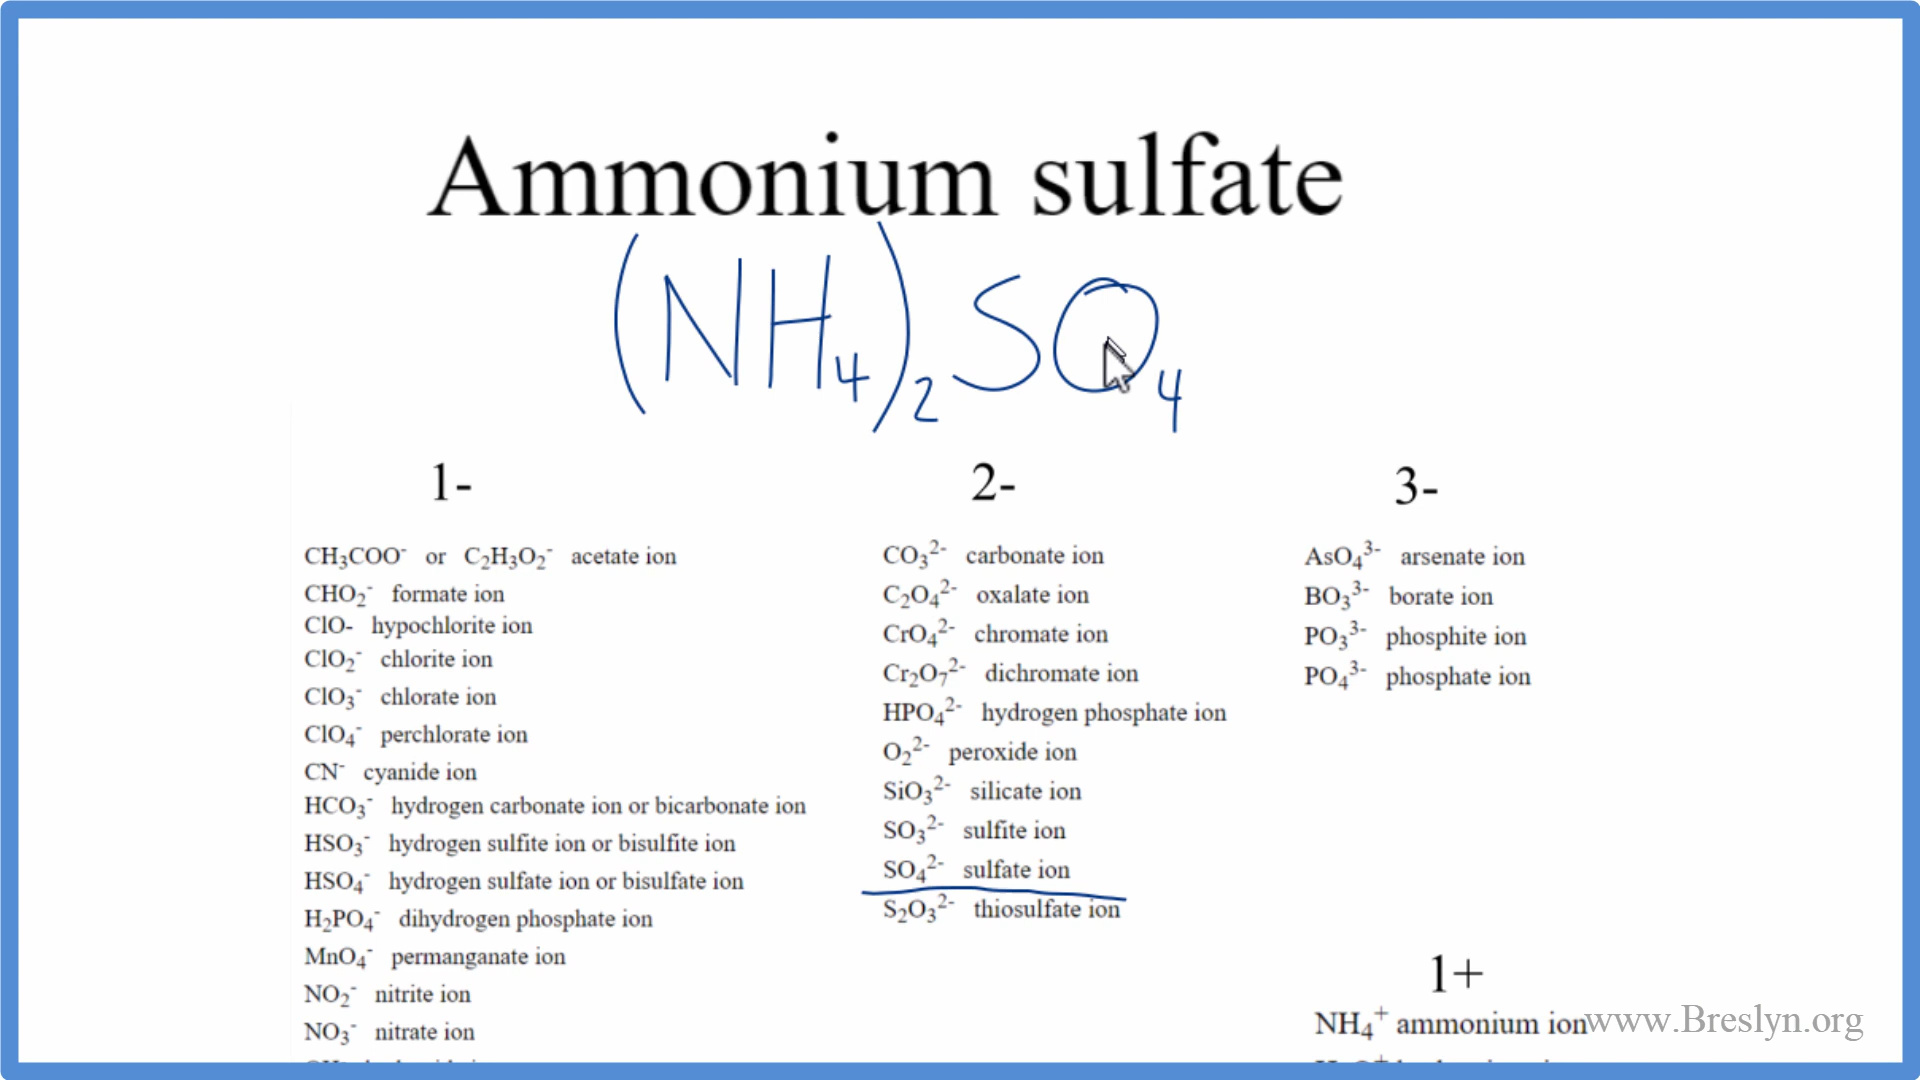 Ammonium sulfate
(NH₄)₂SO₄
1-
CH₃COO⁻ or C₂H₃O₂⁻ acetate ion
CHO₂⁻ formate ion
ClO- hypochlorite ion
ClO₂⁻ chlorite ion
ClO₃⁻ chlorate ion
ClO₄⁻ perchlorate ion
CN⁻ cyanide ion
HCO₃⁻ hydrogen carbonate ion or bicarbonate ion
HSO₃⁻ hydrogen sulfite ion or bisulfite ion
HSO₄⁻ hydrogen sulfate ion or bisulfate ion
H₂PO₄⁻ dihydrogen phosphate ion
MnO₄⁻ permanganate ion
NO₂⁻ nitrite ion
NO₃⁻ nitrate ion
2-
CO₃²⁻ carbonate ion
C₂O₄²⁻ oxalate ion
CrO₄²⁻ chromate ion
Cr₂O₇²⁻ dichromate ion
HPO₄²⁻ hydrogen phosphate ion
O₂²⁻ peroxide ion
SiO₃²⁻ silicate ion
SO₃²⁻ sulfite ion
SO₄²⁻ sulfate ion
S₂O₃²⁻ thiosulfate ion
3-
AsO₄³⁻ arsenate ion
BO₃³⁻ borate ion
PO₃³⁻ phosphite ion
PO₄³⁻ phosphate ion
1+
NH₄⁺ ammonium ion
www.Breslyn.org